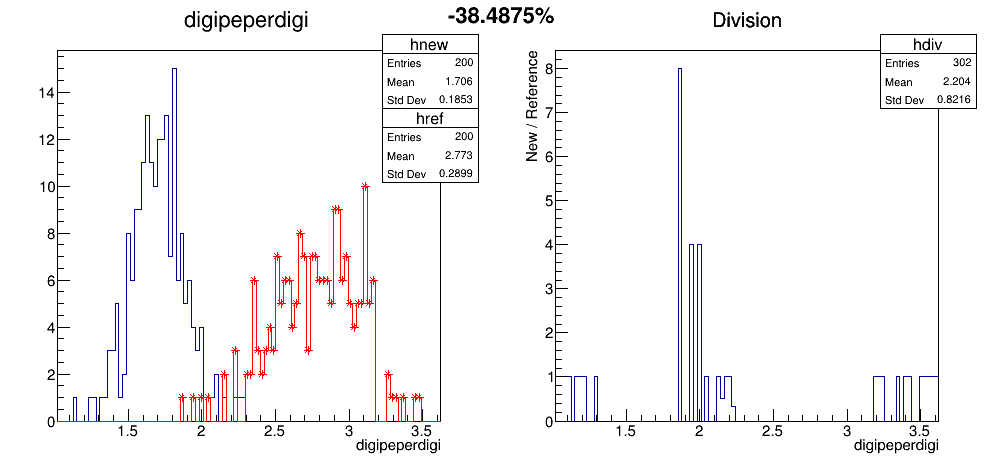 -38.4875%
digipeperdigi
hnew
Entries 200
Mean 1.706
Std Dev 0.1853
href
Entries 200
Mean 2.773
Std Dev 0.2899
14
12
10
8
6
4
2
0
1.5 2 2.5 3 3.5
digipeperdigi
Division
hdiv
Entries 302
Mean 2.204
Std Dev 0.8216
New / Reference
8
7
6
5
4
3
2
1
0
1.5 2 2.5 3 3.5
digipeperdigi